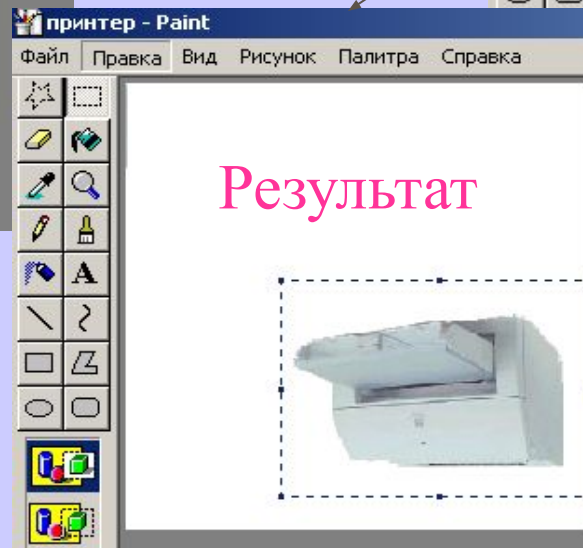 принтер - Paint
Файл Правка Вид Рисунок Палитра Справка
Результат
A